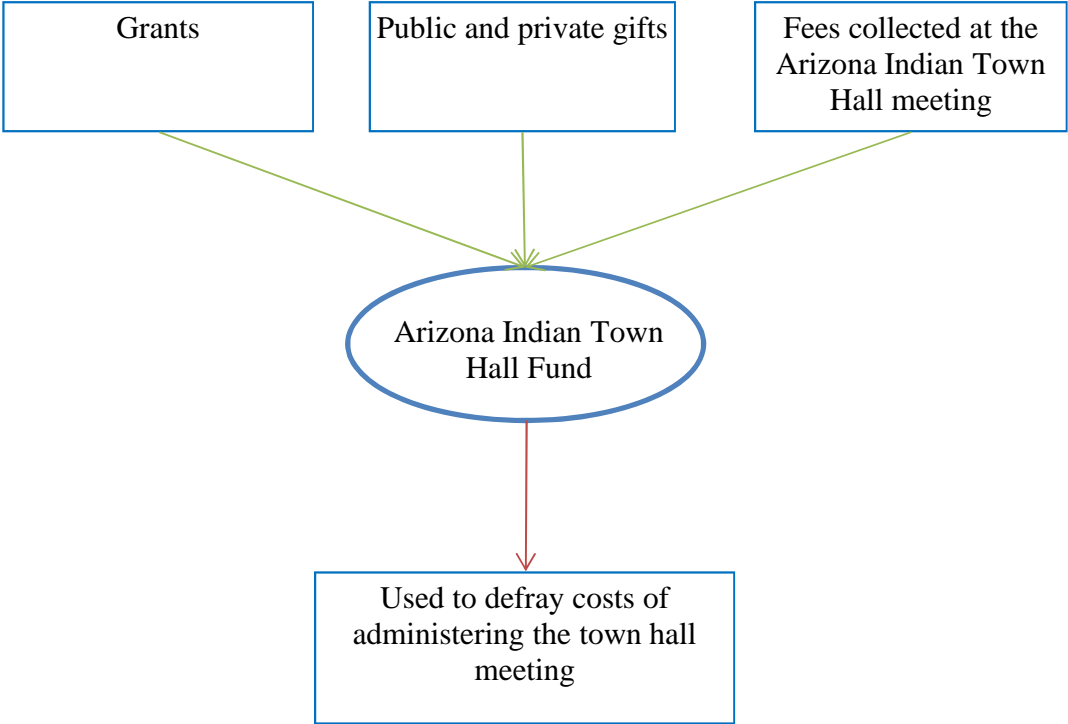 Grants
Public and private gifts
Fees collected at the
Arizona Indian Town
Hall meeting
Arizona Indian Town
Hall Fund
Used to defray costs of
administering the town hall
meeting